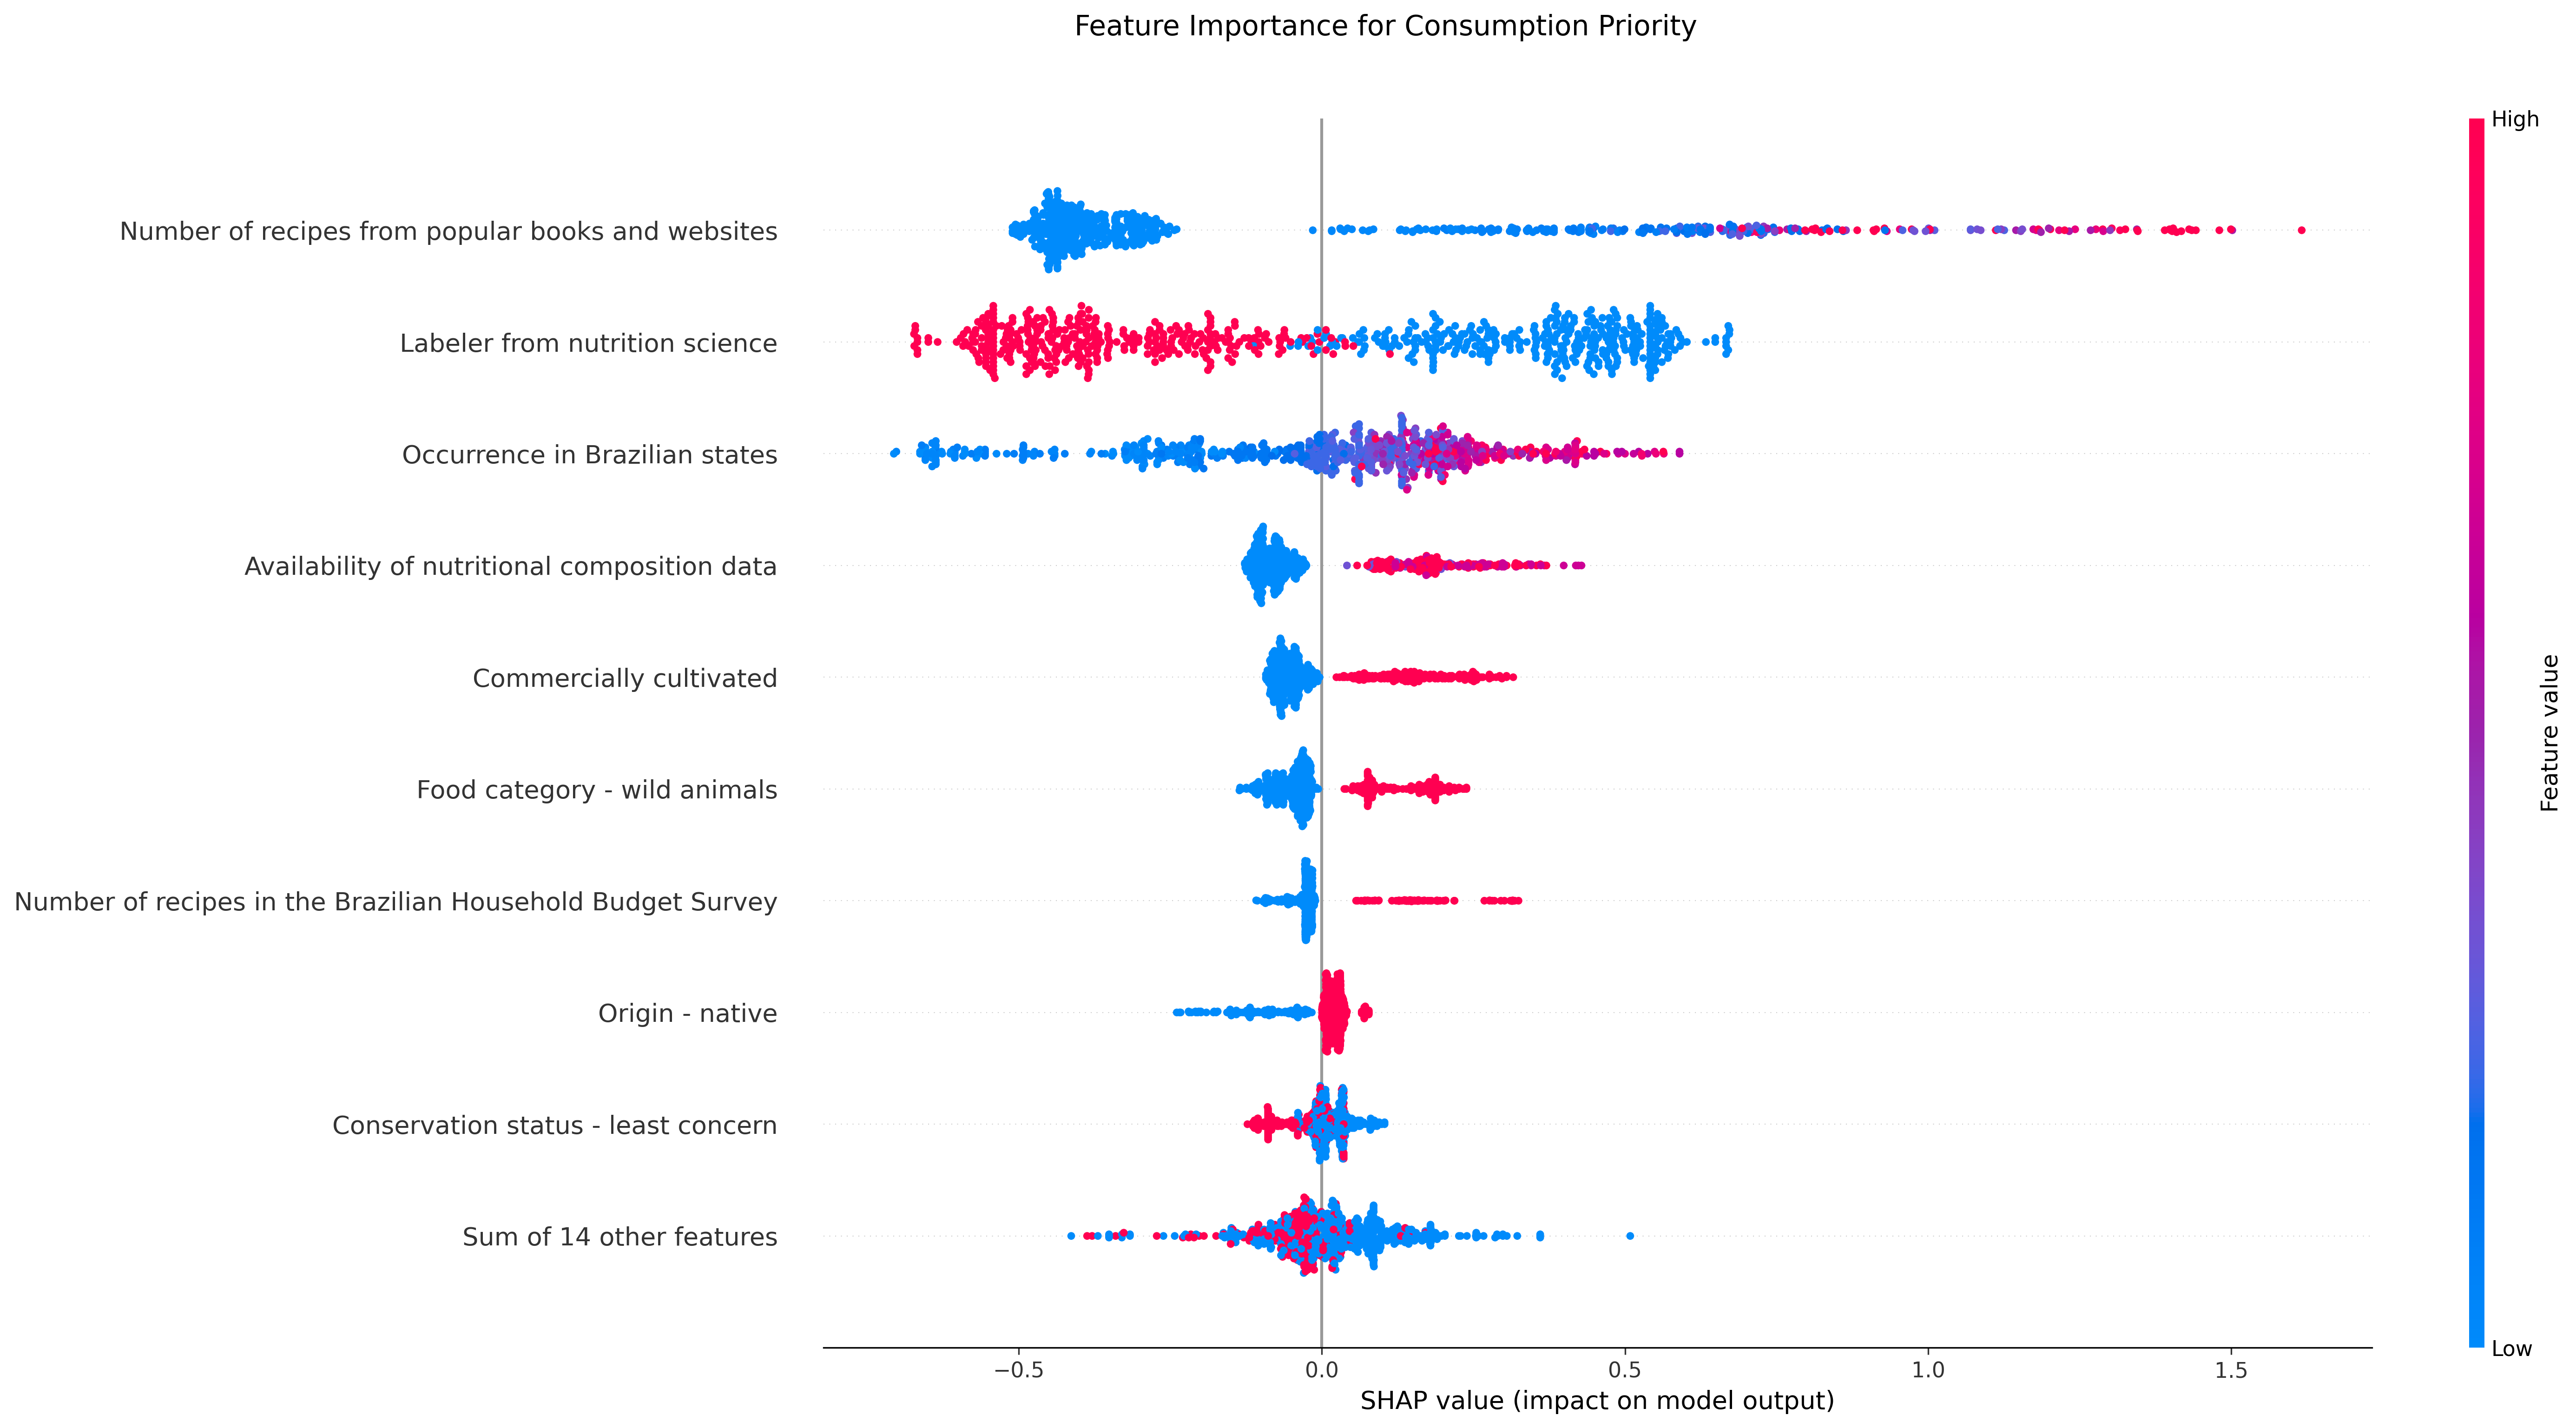 Feature Importance for Consumption Priority
High
Number of recipes from popular books and websites
Labeler from nutrition science
Occurrence in Brazilian states
Availability of nutritional composition data
Commercially cultivated
Food category - wild animals
Number of recipes in the Brazilian Household Budget Survey
Origin - native
Conservation status - least concern
Sum of 14 other features
Feature value
Low
−0.5 0.0 0.5 1.0 1.5
SHAP value (impact on model output)